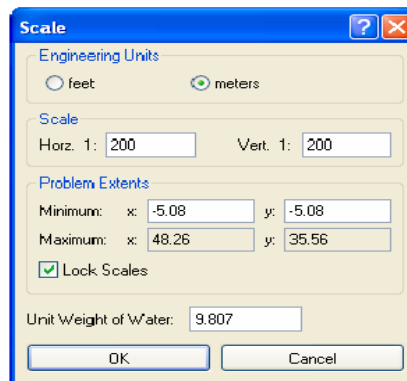 Scale
Engineering Units
feet meters
Scale
Horz. 1: 200 Vert. 1: 200
Problem Extents
Minimum: x: -5.08 y: -5.08
Maximum: x: 48.26 y: 35.56
Lock Scales
Unit Weight of Water: 9.807
OK Cancel